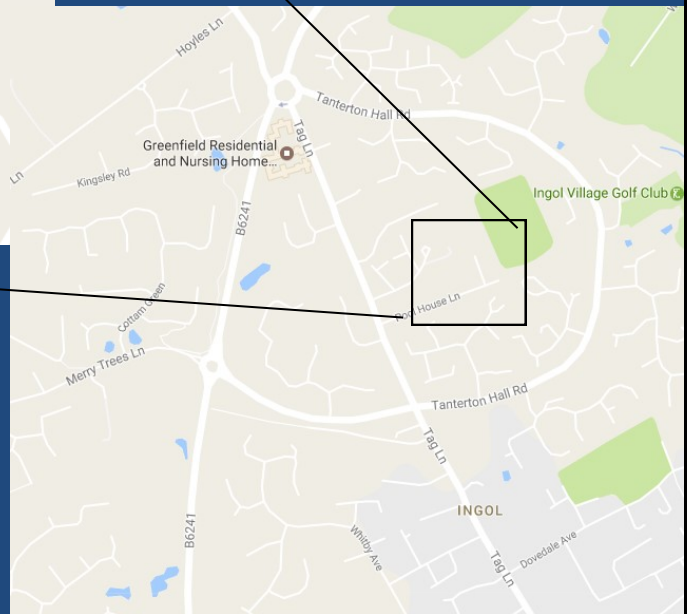 Hoyles Ln
Tanterton Hall Rd
Tag Ln
Greenfield Residential
and Nursing Home...
Ln
Kingsley Rd
Ingol Village Golf Club
B6241
Cottam Green
Pool House Ln
Merry Trees Ln
Tanterton Hall Rd
Tag Ln
INGOL
B6241
Whitby Ave
Dovedale Ave
Tag Ln